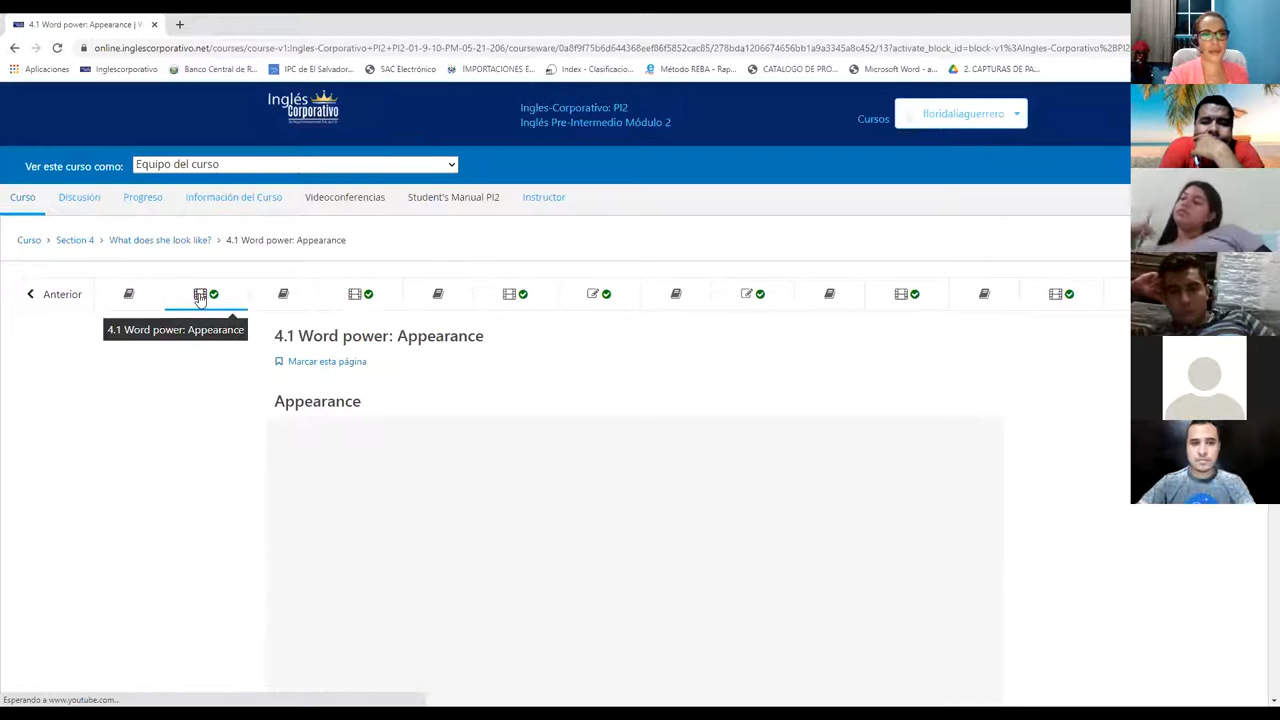 4.1 Word power: Appearance |
online.inglescorporativo.net/courses/course-v1:Ingles-Corporativo+PI2+PI2-01-9-10-PM-05-21-206/courseware/
Aplicaciones Inglescorporativo Banco Central de R... IPC de El Salvador... SAC Electrónico IMPORTACIONES E... Index - Clasificacio... Método REBA - Rap... CATALOGO DE PRO... Microsoft Word - a... 2. CAPTURAS DE PA...
Inglés
Corporativo
Ingles-Corporativo: PI2
Inglés Pre-Intermedio Módulo 2
Cursos
floridaliaguerrero
Ver este curso como:
Equipo del curso
Curso Discusión Progreso Información del Curso Videoconferencias Student's Manual PI2 Instructor
Curso > Section 4 > What does she look like? > 4.1 Word power: Appearance
Anterior
4.1 Word power: Appearance
4.1 Word power: Appearance
Marcar esta página
Appearance
Esperando a www.youtube.com...